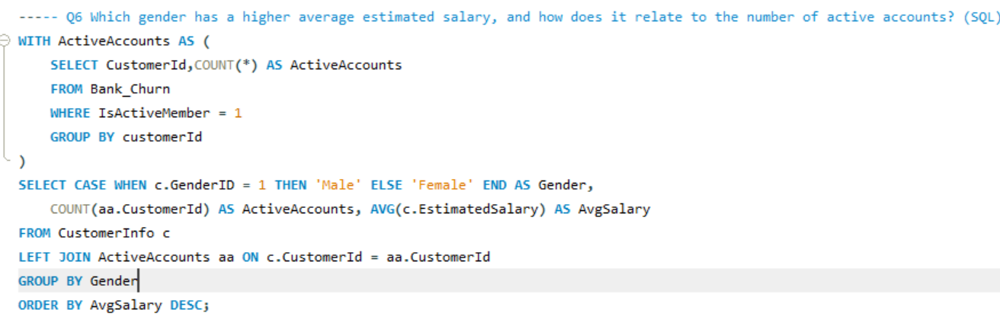 ----- Q6 Which gender has a higher average estimated salary, and how does it relate to the number of active accounts? (SQL)
WITH ActiveAccounts AS (
SELECT CustomerId,COUNT(*) AS ActiveAccounts
FROM Bank_Churn
WHERE IsActiveMember = 1
GROUP BY customerId
)
SELECT CASE WHEN c.GenderID = 1 THEN 'Male' ELSE 'Female' END AS Gender,
COUNT(aa.CustomerId) AS ActiveAccounts, AVG(c.EstimatedSalary) AS AvgSalary
FROM CustomerInfo c
LEFT JOIN ActiveAccounts aa ON c.CustomerId = aa.CustomerId
GROUP BY Gender
ORDER BY AvgSalary DESC;